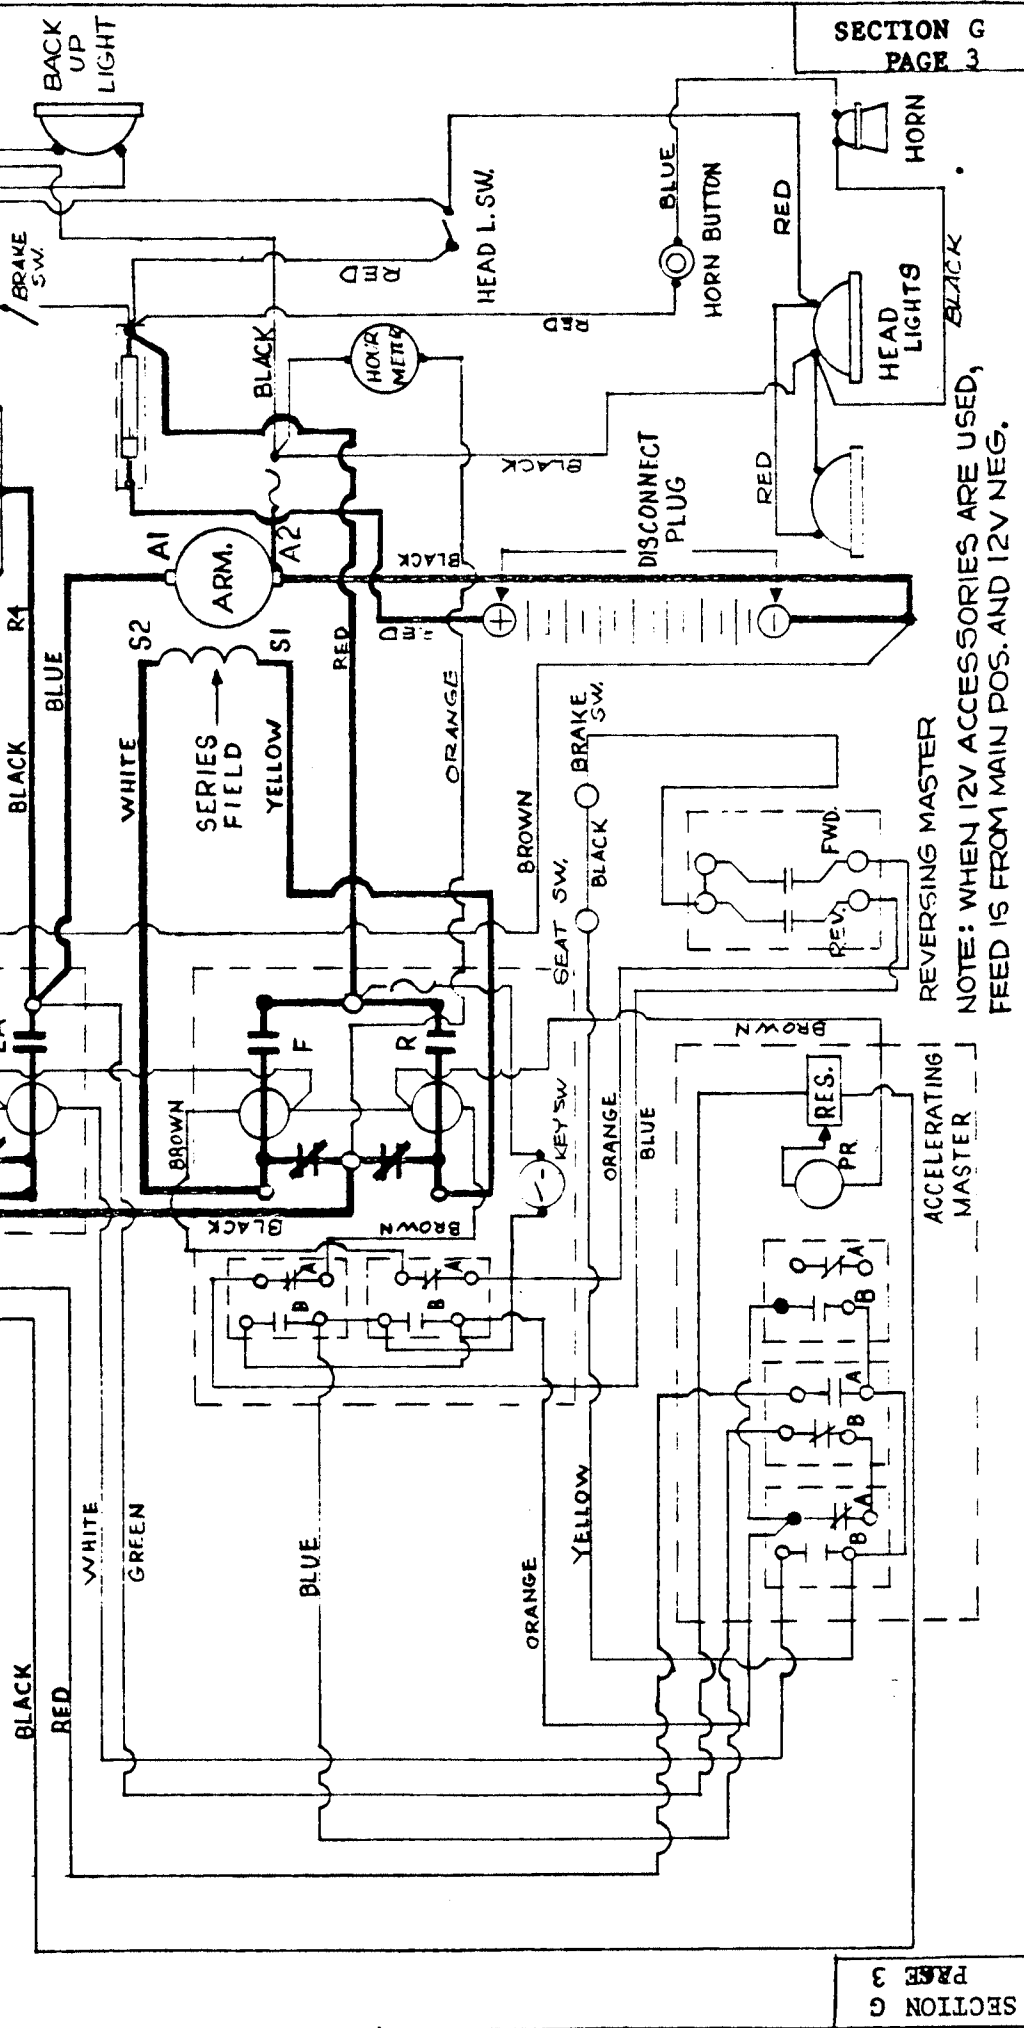 SECTION G
PAGE 3
BACK
UP
LIGHT
HORN
BLUE
RED
HEAD L. SW.
HORN BUTTON
BRAKE
SW.
RED
RED
BLACK
HOUR
METER
BLACK
HEAD
LIGHTS
BLACK
RED
DISCONNECT
PLUG
A1
A2
ARM.
BLACK
R4
S2
S1
RED
RED
+
−
BLUE
BLACK
WHITE
SERIES
FIELD
YELLOW
ORANGE
BROWN
BRAKE
SW.
BLACK
SEAT SW.
FWD.
REV.
REVERSING MASTER
NOTE: WHEN 12V ACCESSORIES ARE USED,
FEED IS FROM MAIN POS. AND 12V NEG.
F
R
BROWN
BROWN
KEY SW
ORANGE
BLUE
RES.
PR
ACCELERATING
MASTER
BLACK
BROWN
A
B
A
B
A
B
A
B
A
B
WHITE
GREEN
BLUE
YELLOW
ORANGE
BLACK
RED
SECTION G
PAGE 3